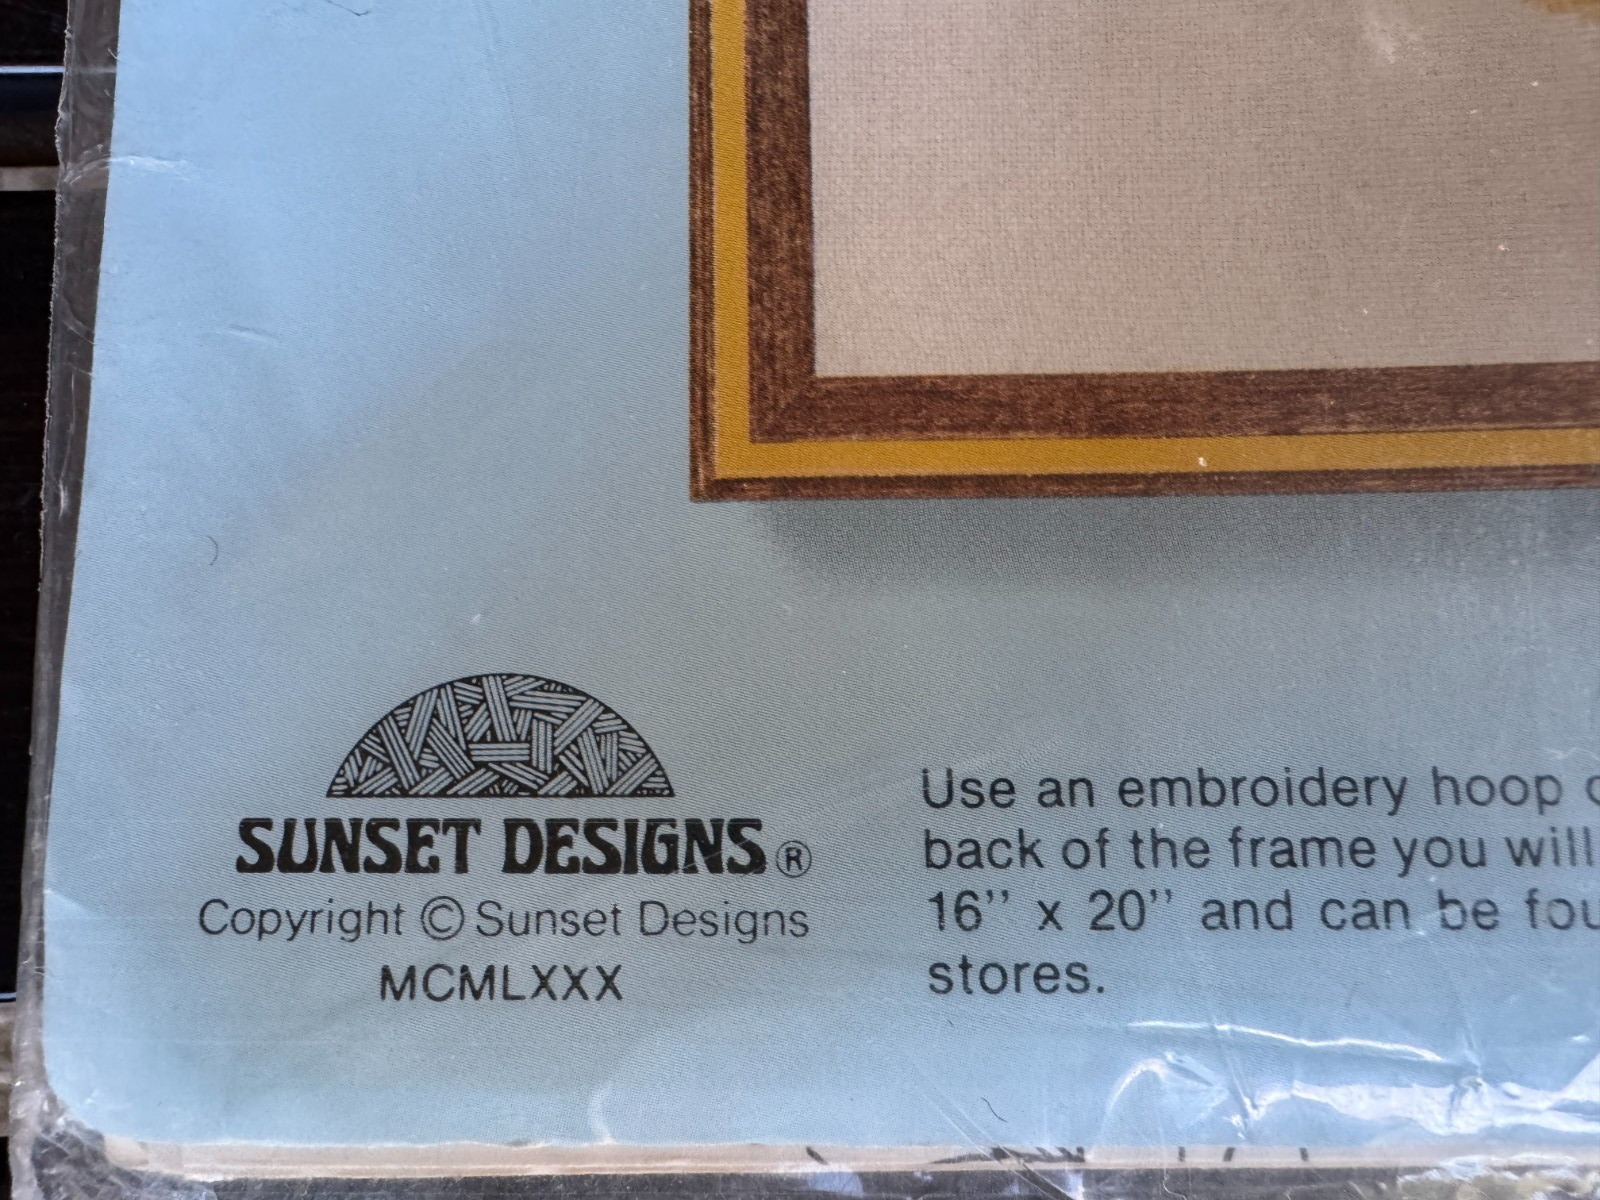 SUNSET DESIGNS®
Copyright © Sunset Designs
MCMLXXX
Use an embroidery hoop
back of the frame you will
16" x 20" and can be
stores.